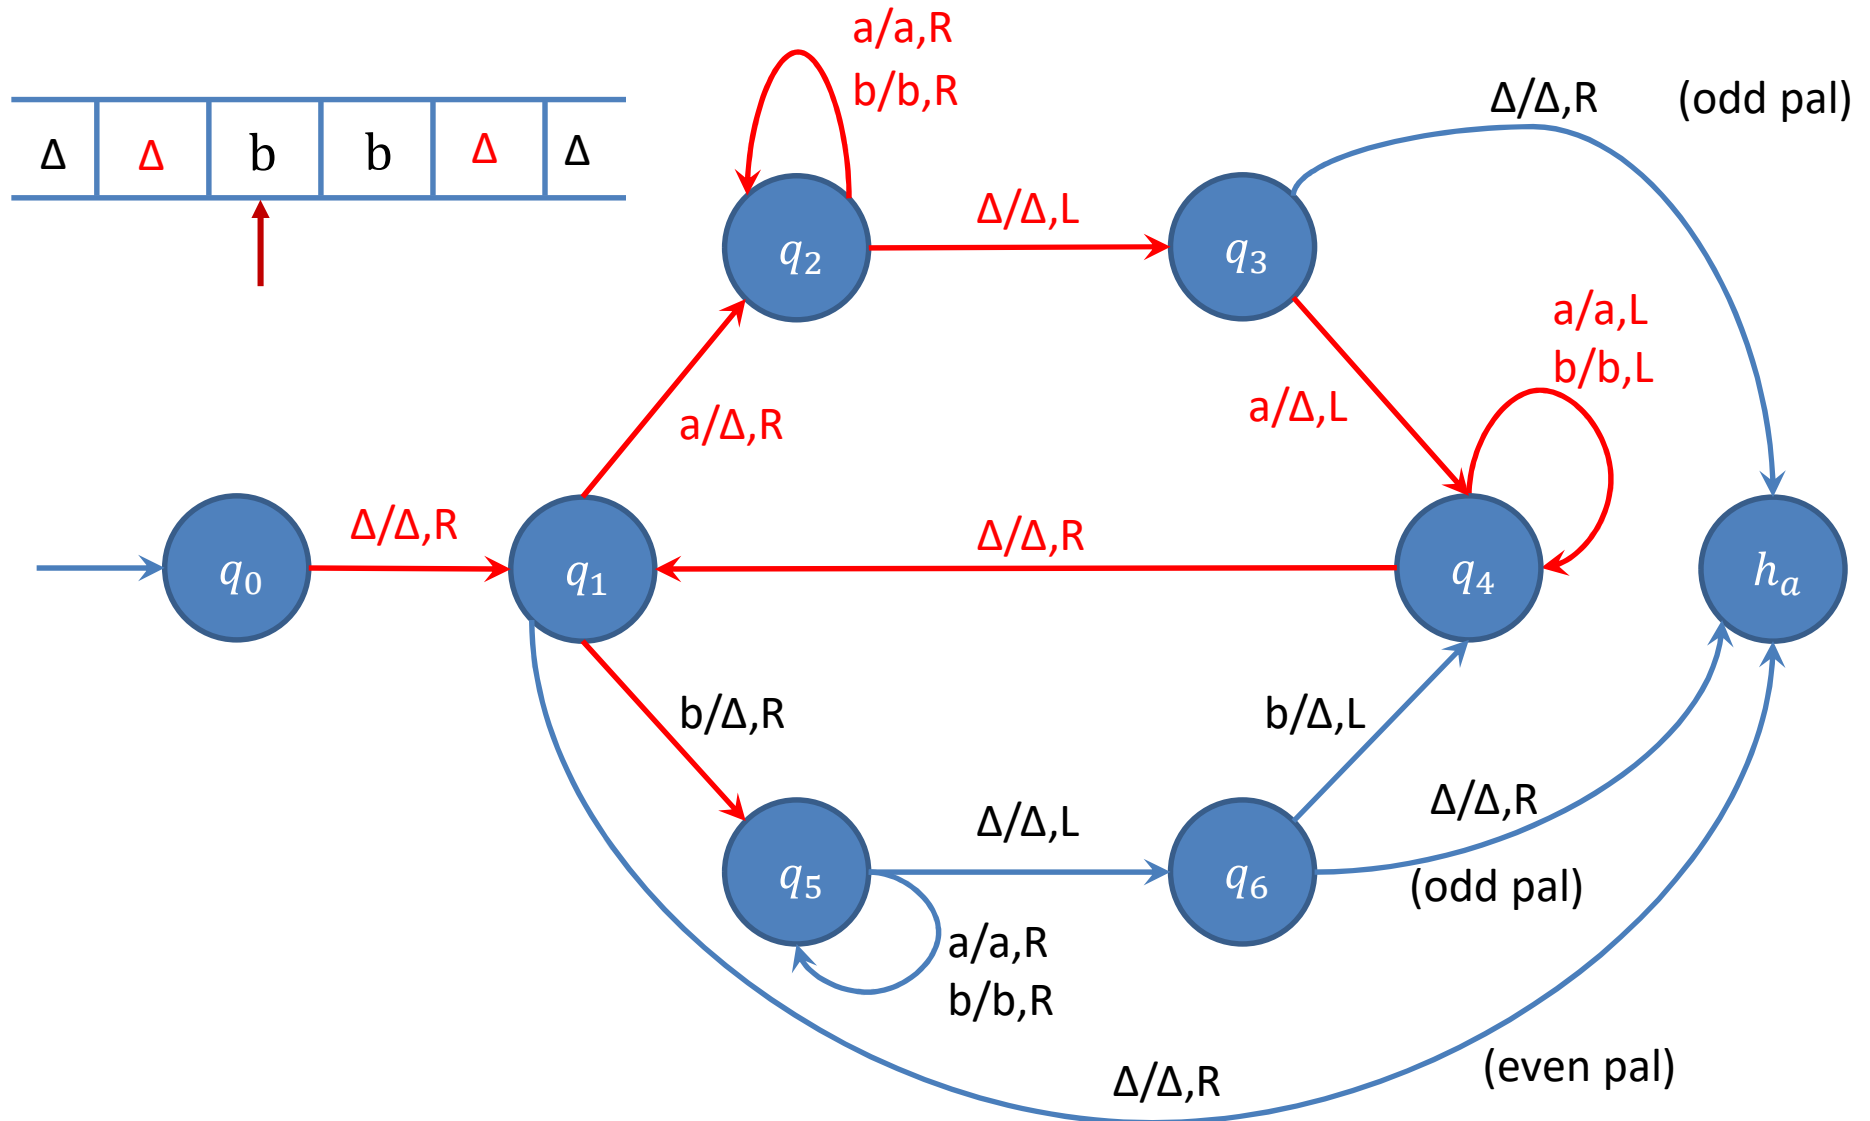 a/a,R
b/b,R
Δ/Δ,R (odd pal)
Δ Δ b b Δ Δ
Δ/Δ,L
q2 q3
a/a,L
b/b,L
a/Δ,R
a/Δ,L
Δ/Δ,R
Δ/Δ,R
q0 q1 q4 ha
b/Δ,R
b/Δ,L
Δ/Δ,L
Δ/Δ,R
q5 q6
(odd pal)
a/a,R
b/b,R
Δ/Δ,R
(even pal)